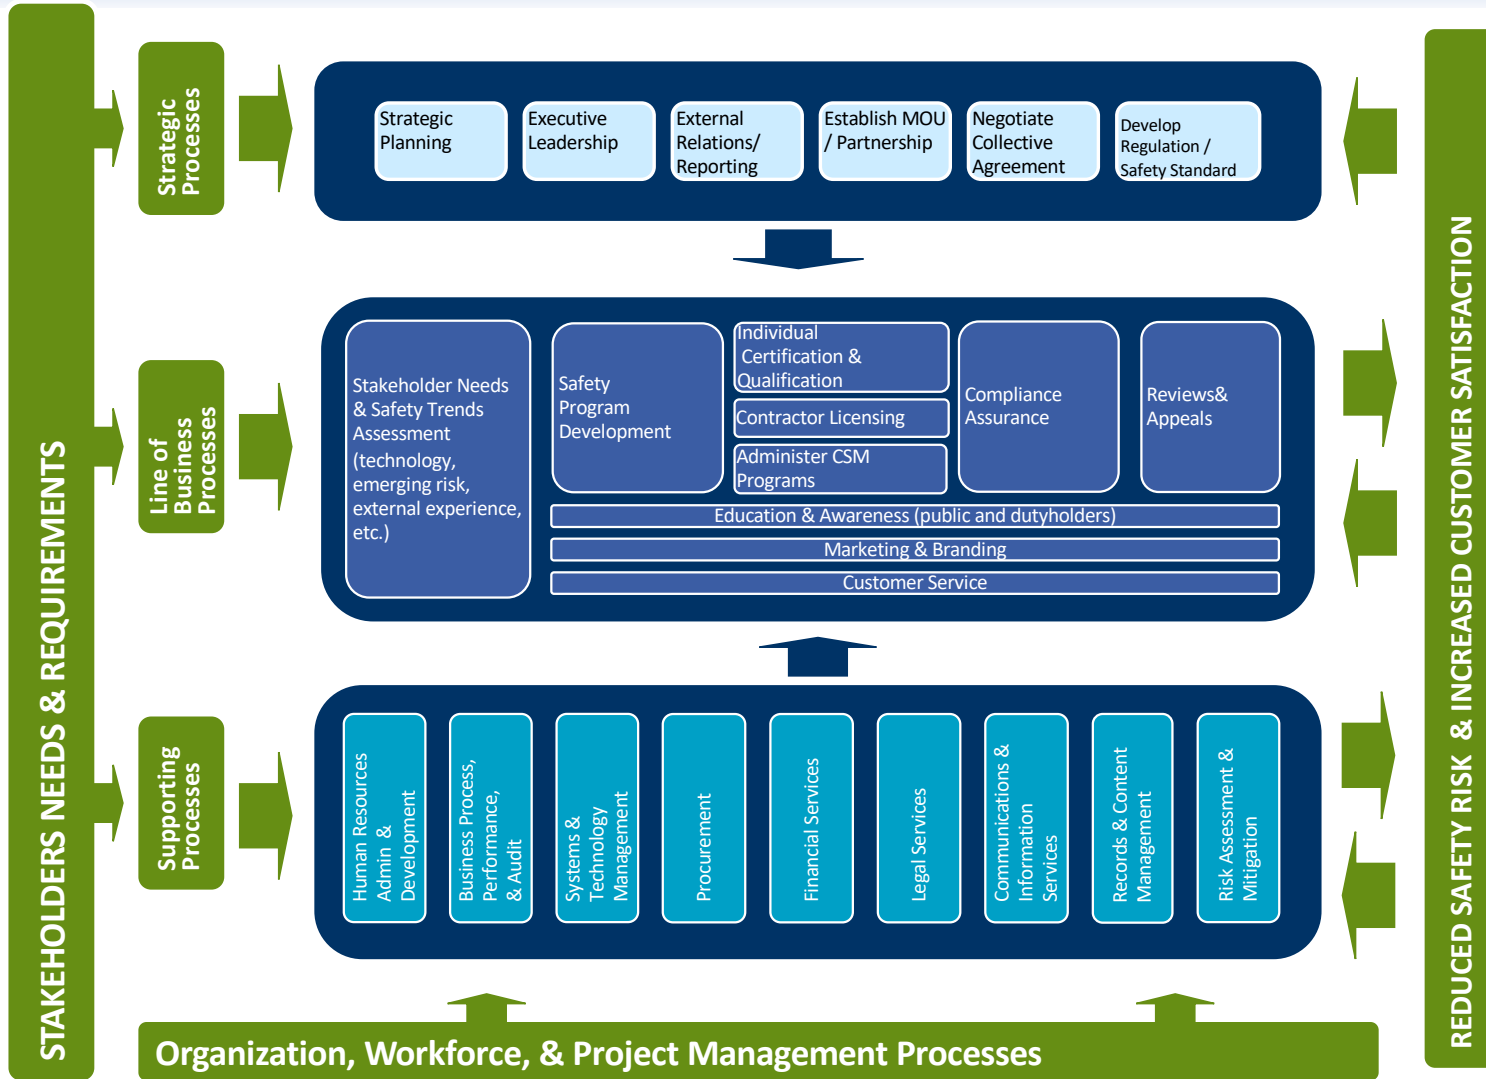 STAKEHOLDERS NEEDS & REQUIREMENTS
Strategic
Processes
Strategic
Planning
Executive
Leadership
External
Relations/
Reporting
Establish MOU
/ Partnership
Negotiate
Collective
Agreement
Develop
Regulation /
Safety Standard
Line of
Business
Processes
Stakeholder Needs
& Safety Trends
Assessment
(technology,
emerging risk,
external experience,
etc.)
Safety
Program
Development
Individual
Certification &
Qualification
Contractor Licensing
Administer CSM
Programs
Compliance
Assurance
Reviews&
Appeals
Education & Awareness (public and dutyholders)
Marketing & Branding
Customer Service
Supporting
Processes
Human Resources
Admin &
Development
Business Process,
Performance,
& Audit
Systems &
Technology
Management
Procurement
Financial Services
Legal Services
Communications &
Information
Services
Records & Content
Management
Risk Assessment &
Mitigation
Organization, Workforce, & Project Management Processes
REDUCED SAFETY RISK & INCREASED CUSTOMER SATISFACTION